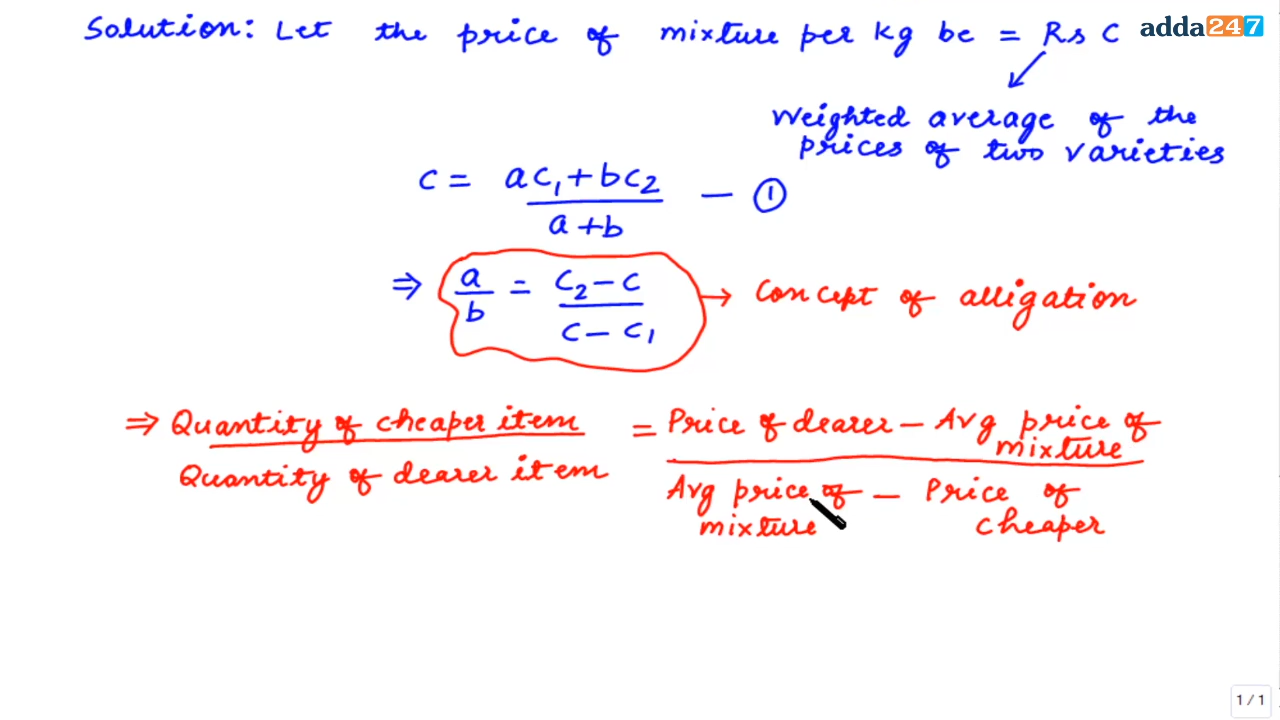 Solution: Let the price of mixture per kg be = Rs C
adda247
Weighted average of the
prices of two varieties
C = aC₁+bC₂ / a+b — ①
⇒ a/b = C₂-C / C-C₁ → Concept of alligation
⇒ Quantity of cheaper item / Quantity of dearer item = Price of dearer - Avg price of mixture / Avg price of mixture - Price of cheaper
1/1